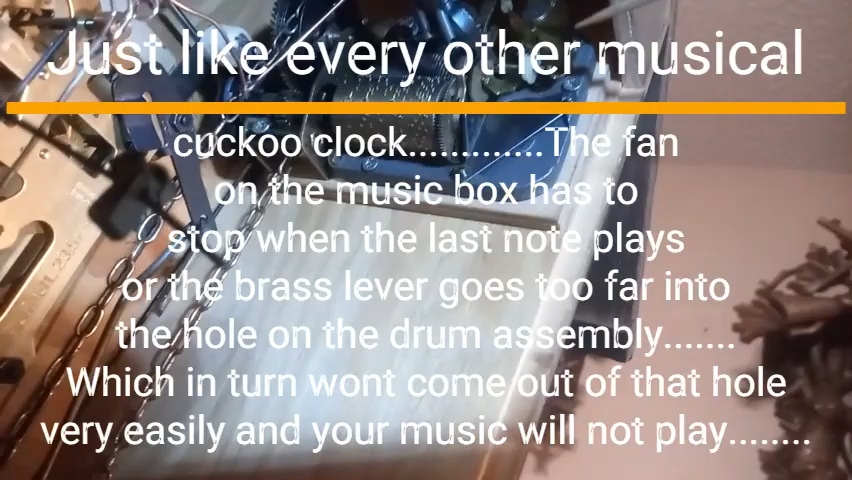 Just like every other musical
cuckoo clock.............The fan
on the music box has to
stop when the last note plays
or the brass lever goes too far into
the hole on the drum assembly.......
Which in turn wont come out of that hole
very easily and your music will not play........